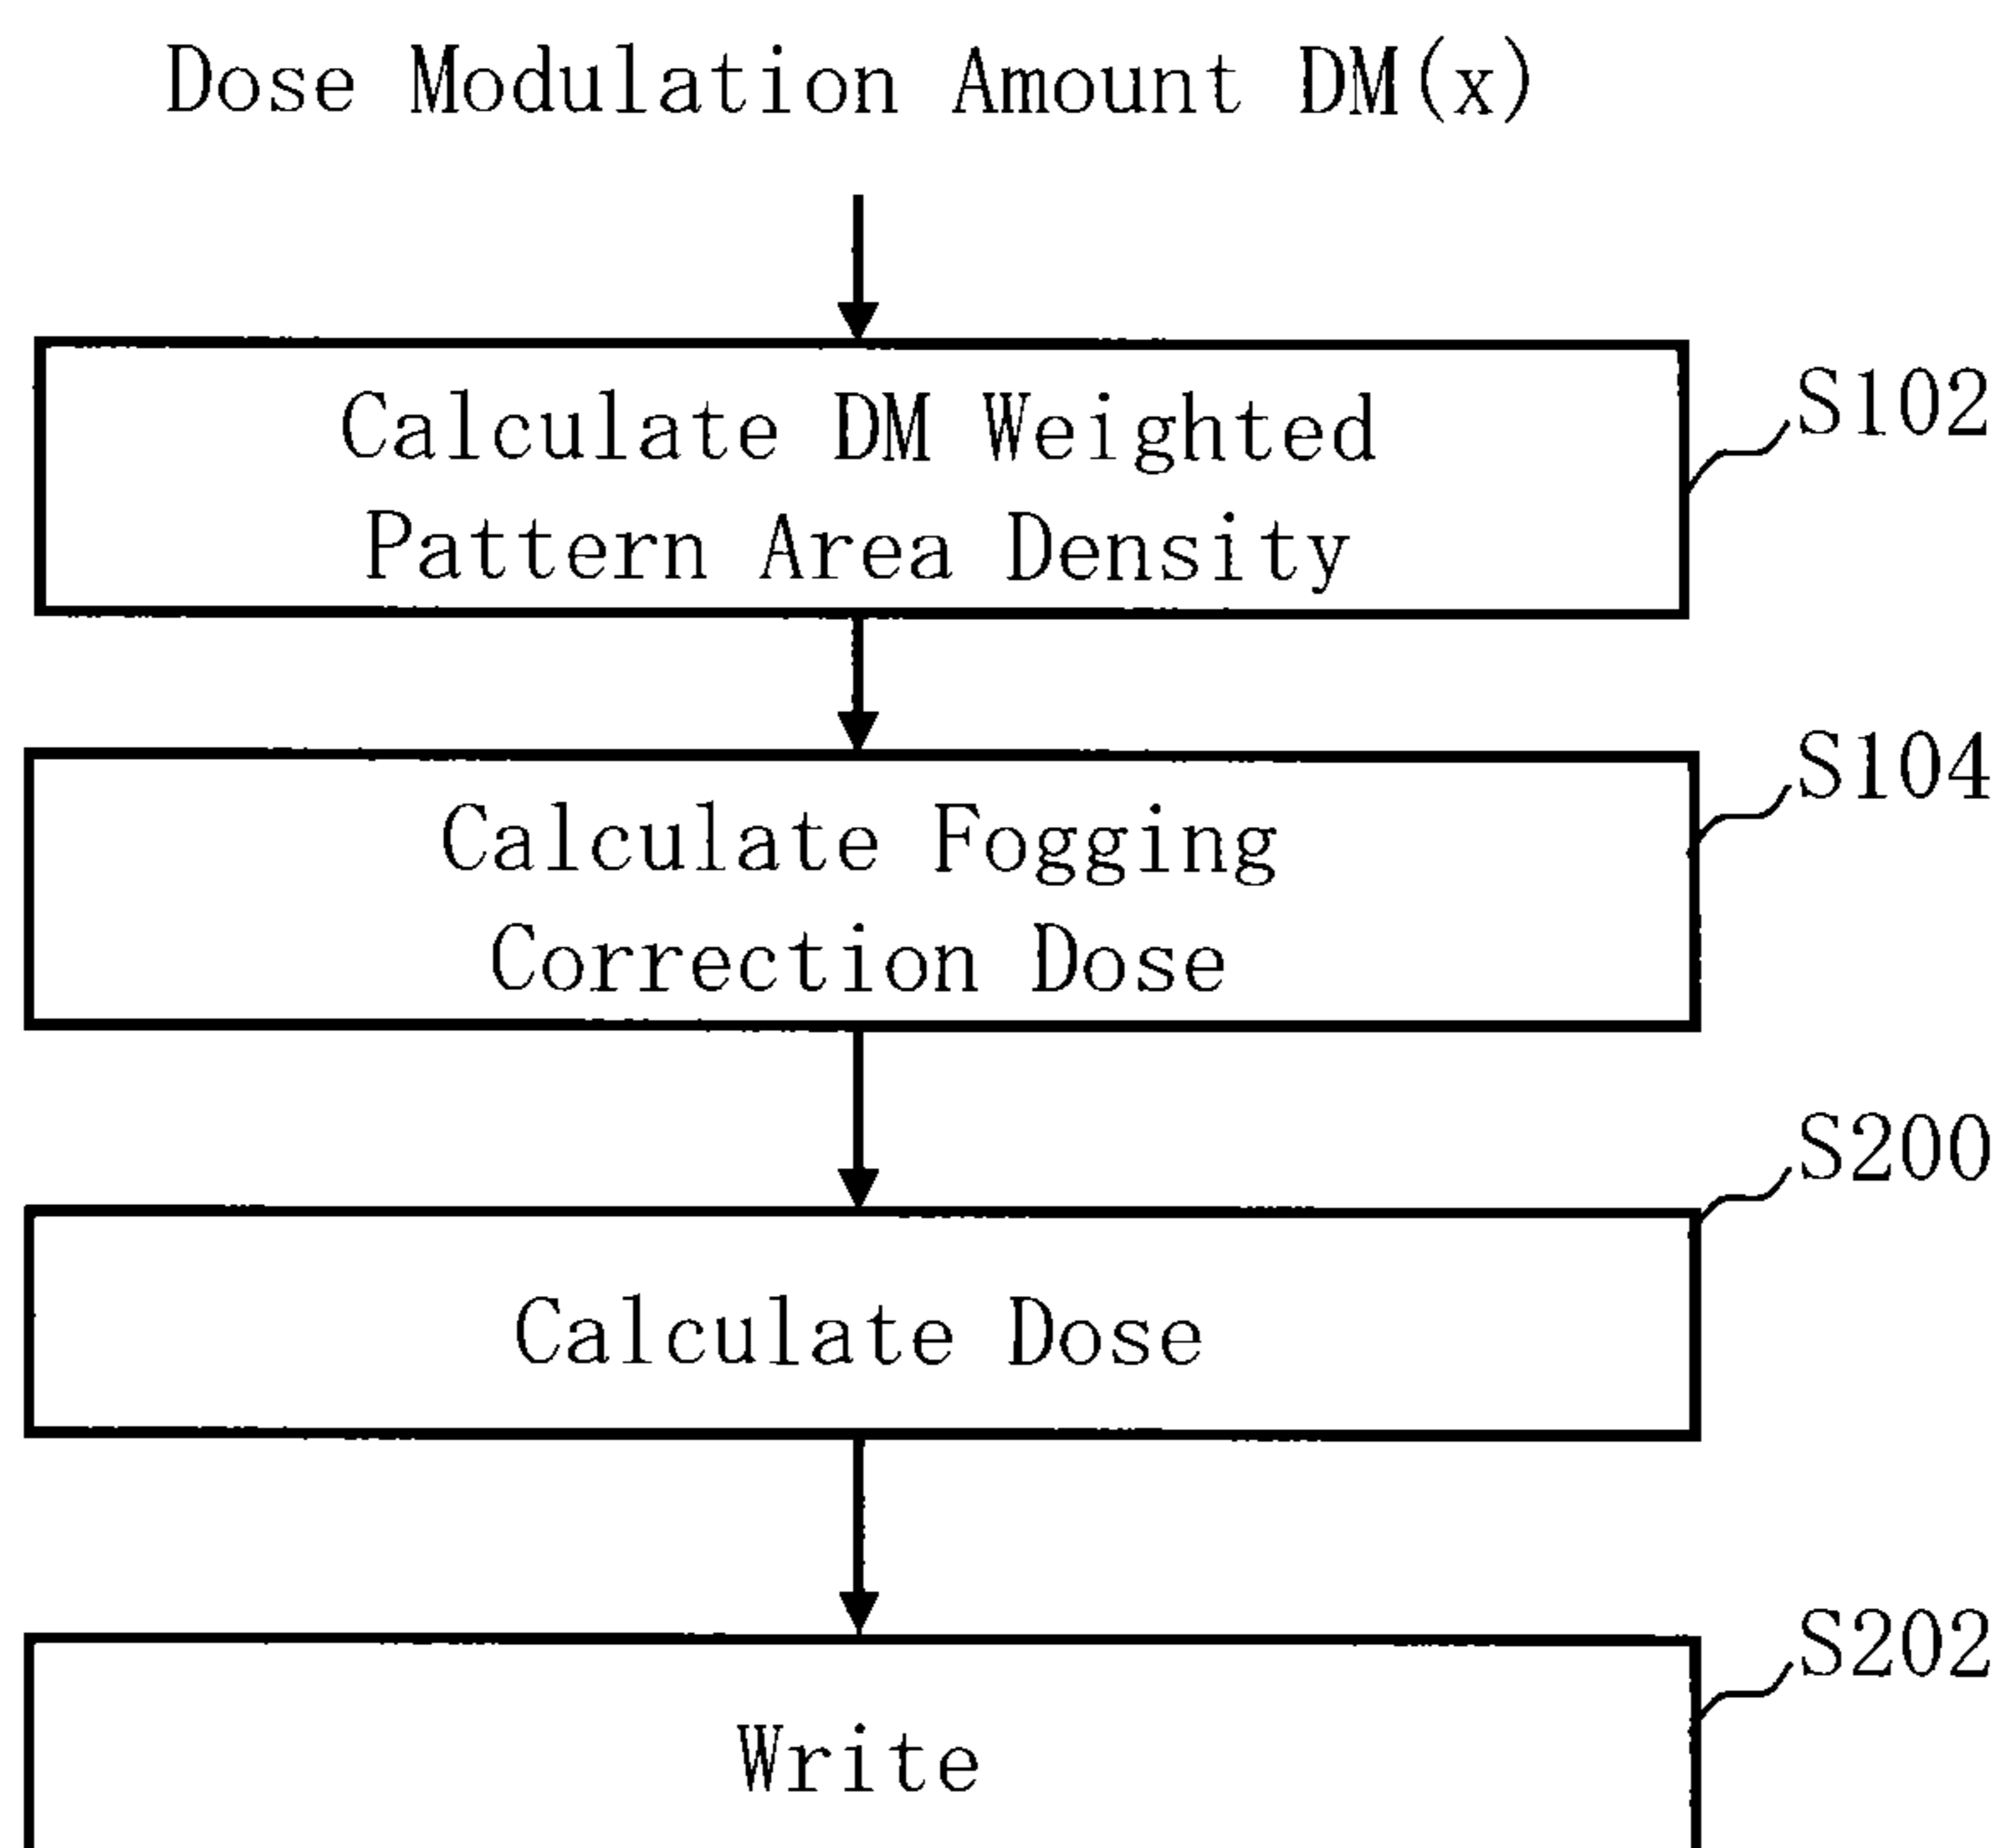 Dose Modulation Amount DM(x)
Calculate DM Weighted
Pattern Area Density
S102
Calculate Fogging
Correction Dose
S104
Calculate Dose
S200
Write
S202